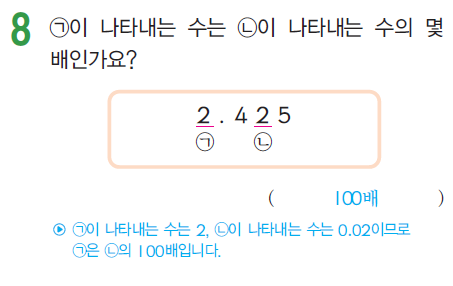 8 ㉠이 나타내는 수는 ㉡이 나타내는 수의 몇
배인가요?
2.425
㉠ ㉡
( 100배 )
▶ ㉠이 나타내는 수는 2, ㉡이 나타내는 수는 0.02이므로
㉠은 ㉡의 100배입니다.